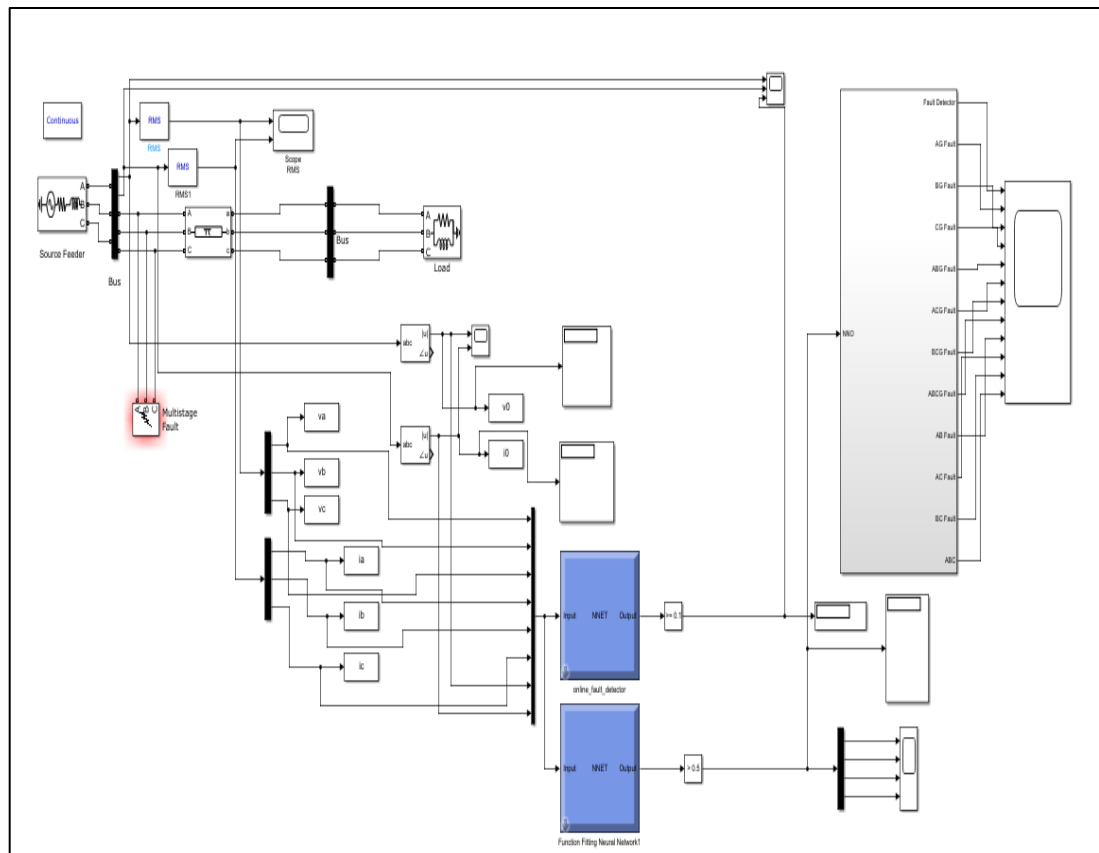 Continuous
RMS
RMS
RMS
RMS1
Scope
RMS
A
B
C
Source Feeder
Bus
A
B
C
a
b
c
Bus
A
B
C
Load
A
B
C
Multistage
Fault
abc
|u|
∠u
abc
|u|
∠u
v0
i0
va
vb
vc
ia
ib
ic
Input
NNET
Output
online_fault_detector
>= 0.1
Input
NNET
Output
Function Fitting Neural Network1
> 0.5
NNO
Fault Detector
AG Fault
BG Fault
CG Fault
ABG Fault
ACG Fault
BCG Fault
ABCG Fault
AB Fault
AC Fault
BC Fault
ABC